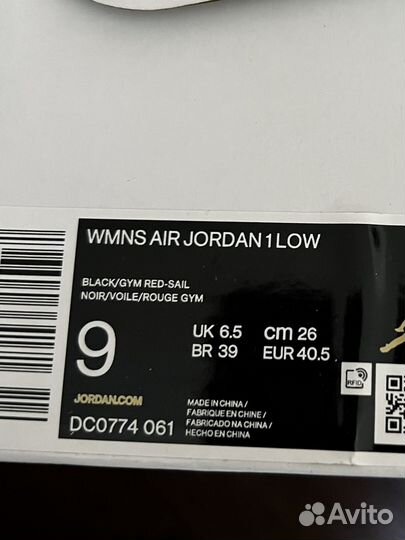 WMNS AIR JORDAN 1 LOW
BLACK/GYM RED-SAIL
NOIR/VOILE/ROUGE GYM
9
UK 6.5 cm 26
BR 39 EUR 40.5
RFID
JORDAN.COM
DC0774 061
MADE IN CHINA /
FABRIQUE EN CHINE /
FABRICADO NA CHINA /
HECHO EN CHINA
Avito